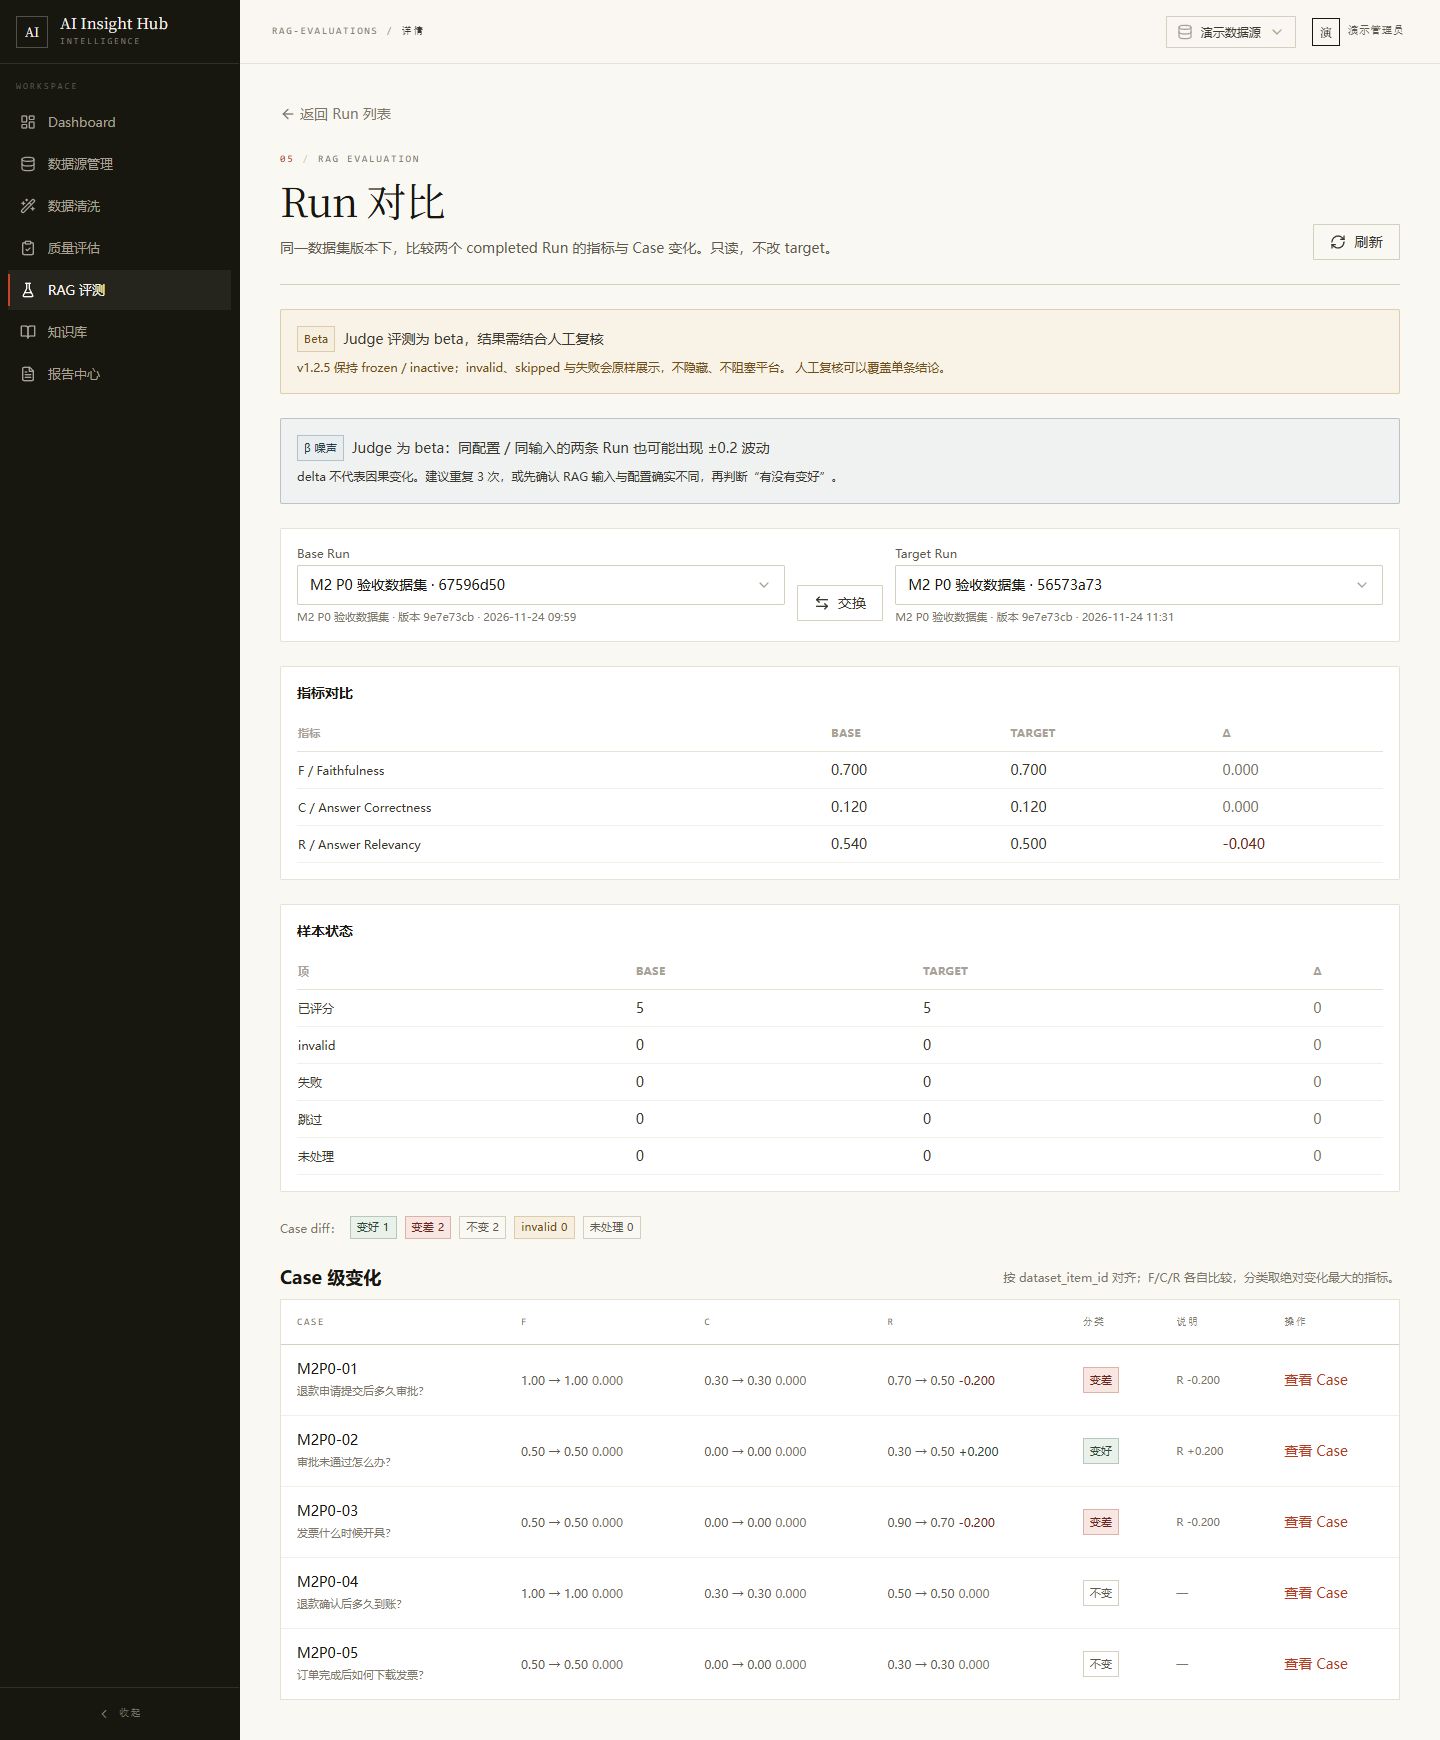 AI
AI Insight Hub
INTELLIGENCE
WORKSPACE
Dashboard
数据源管理
数据清洗
质量评估
RAG 评测
知识库
报告中心
收起
RAG-EVALUATIONS / 详情
演示数据源
演
演示管理员
← 返回 Run 列表
05 / RAG EVALUATION
Run 对比
同一数据集版本下，比较两个 completed Run 的指标与 Case 变化。只读，不改 target。
刷新
Beta Judge 评测为 beta，结果需结合人工复核
v1.2.5 保持 frozen / inactive；invalid、skipped 与失败会原样展示，不隐藏、不阻塞平台。 人工复核可以覆盖单条结论。
β 噪声 Judge 为 beta：同配置 / 同输入的两条 Run 也可能出现 ±0.2 波动
delta 不代表因果变化。建议重复 3 次，或先确认 RAG 输入与配置确实不同，再判断“有没有变好”。
Base Run
M2 P0 验收数据集 · 67596d50
M2 P0 验收数据集 · 版本 9e7e73cb · 2026-11-24 09:59
交换
Target Run
M2 P0 验收数据集 · 56573a73
M2 P0 验收数据集 · 版本 9e7e73cb · 2026-11-24 11:31
指标对比
指标 BASE TARGET Δ
F / Faithfulness 0.700 0.700 0.000
C / Answer Correctness 0.120 0.120 0.000
R / Answer Relevancy 0.540 0.500 -0.040
样本状态
项 BASE TARGET Δ
已评分 5 5 0
invalid 0 0 0
失败 0 0 0
跳过 0 0 0
未处理 0 0 0
Case diff: 变好 1 变差 2 不变 2 invalid 0 未处理 0
Case 级变化
按 dataset_item_id 对齐；F/C/R 各自比较，分类取绝对变化最大的指标。
CASE F C R 分类 说明 操作
M2P0-01
退款申请提交后多久审批？
1.00 → 1.00 0.000 0.30 → 0.30 0.000 0.70 → 0.50 -0.200 变差 R -0.200 查看 Case
M2P0-02
审批未通过怎么办？
0.50 → 0.50 0.000 0.00 → 0.00 0.000 0.30 → 0.50 +0.200 变好 R +0.200 查看 Case
M2P0-03
发票什么时候开具？
0.50 → 0.50 0.000 0.00 → 0.00 0.000 0.90 → 0.70 -0.200 变差 R -0.200 查看 Case
M2P0-04
退款确认后多久到账？
1.00 → 1.00 0.000 0.30 → 0.30 0.000 0.50 → 0.50 0.000 不变 — 查看 Case
M2P0-05
订单完成后如何下载发票？
0.50 → 0.50 0.000 0.00 → 0.00 0.000 0.30 → 0.30 0.000 不变 — 查看 Case